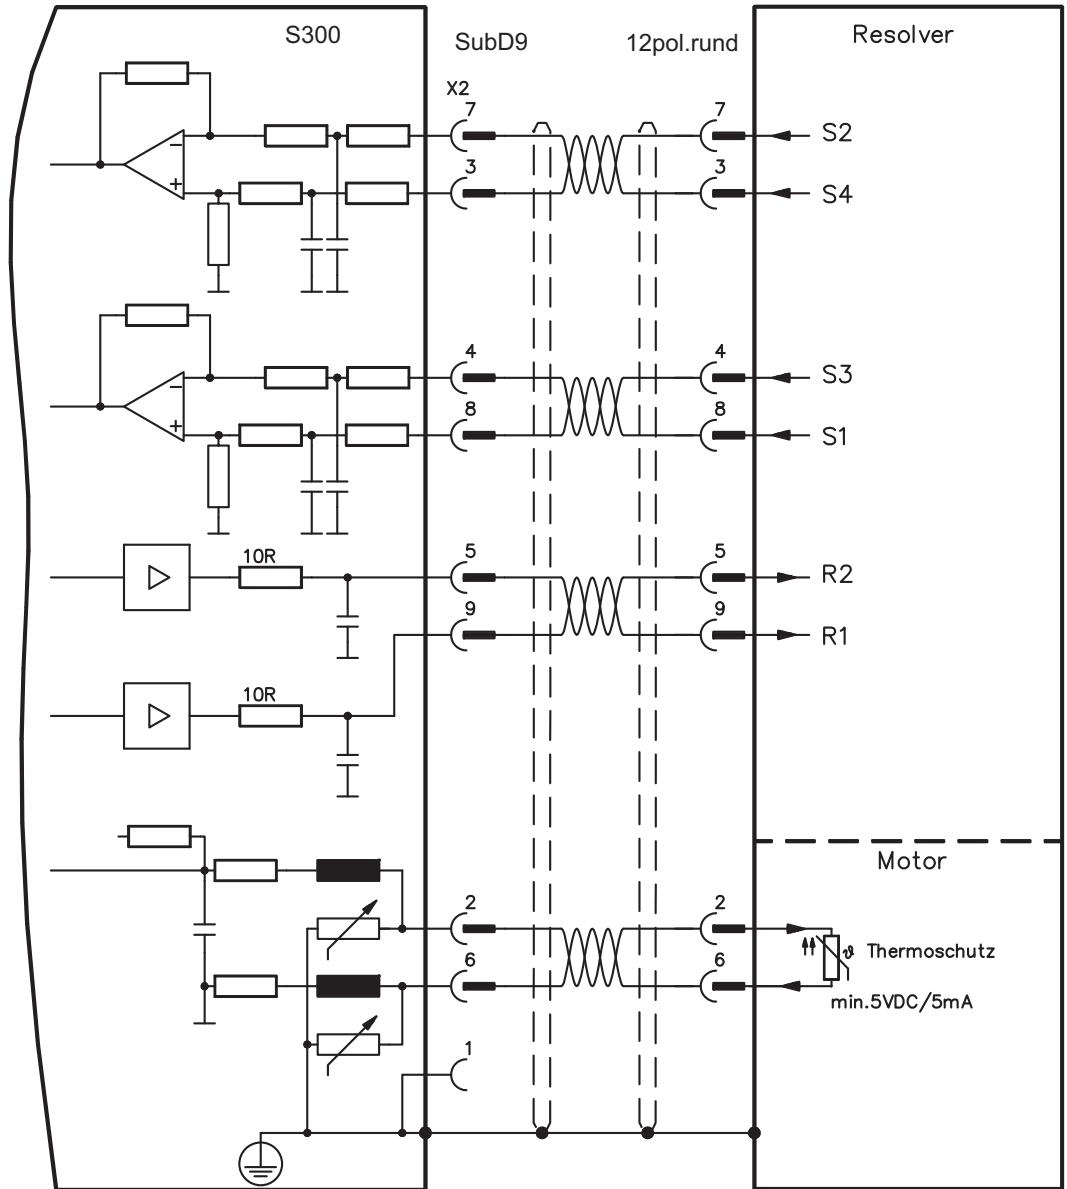 S300 SubD9 12pol.rund Resolver
X2
7 7 S2
3 3 S4
4 4 S3
8 8 S1
10R 5 5 R2
9 9 R1
10R
Motor
2 2
ϑ Thermoschutz
6 6
min.5VDC/5mA
1